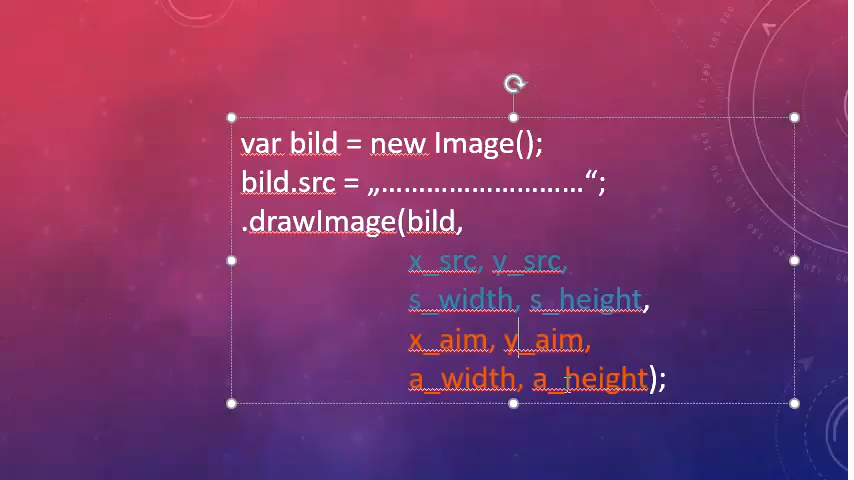 var bild = new Image();
bild.src = „…………………………“;
.drawImage(bild,
x_src, y_src,
s_width, s_height,
x_aim, y_aim,
a_width, a_height);